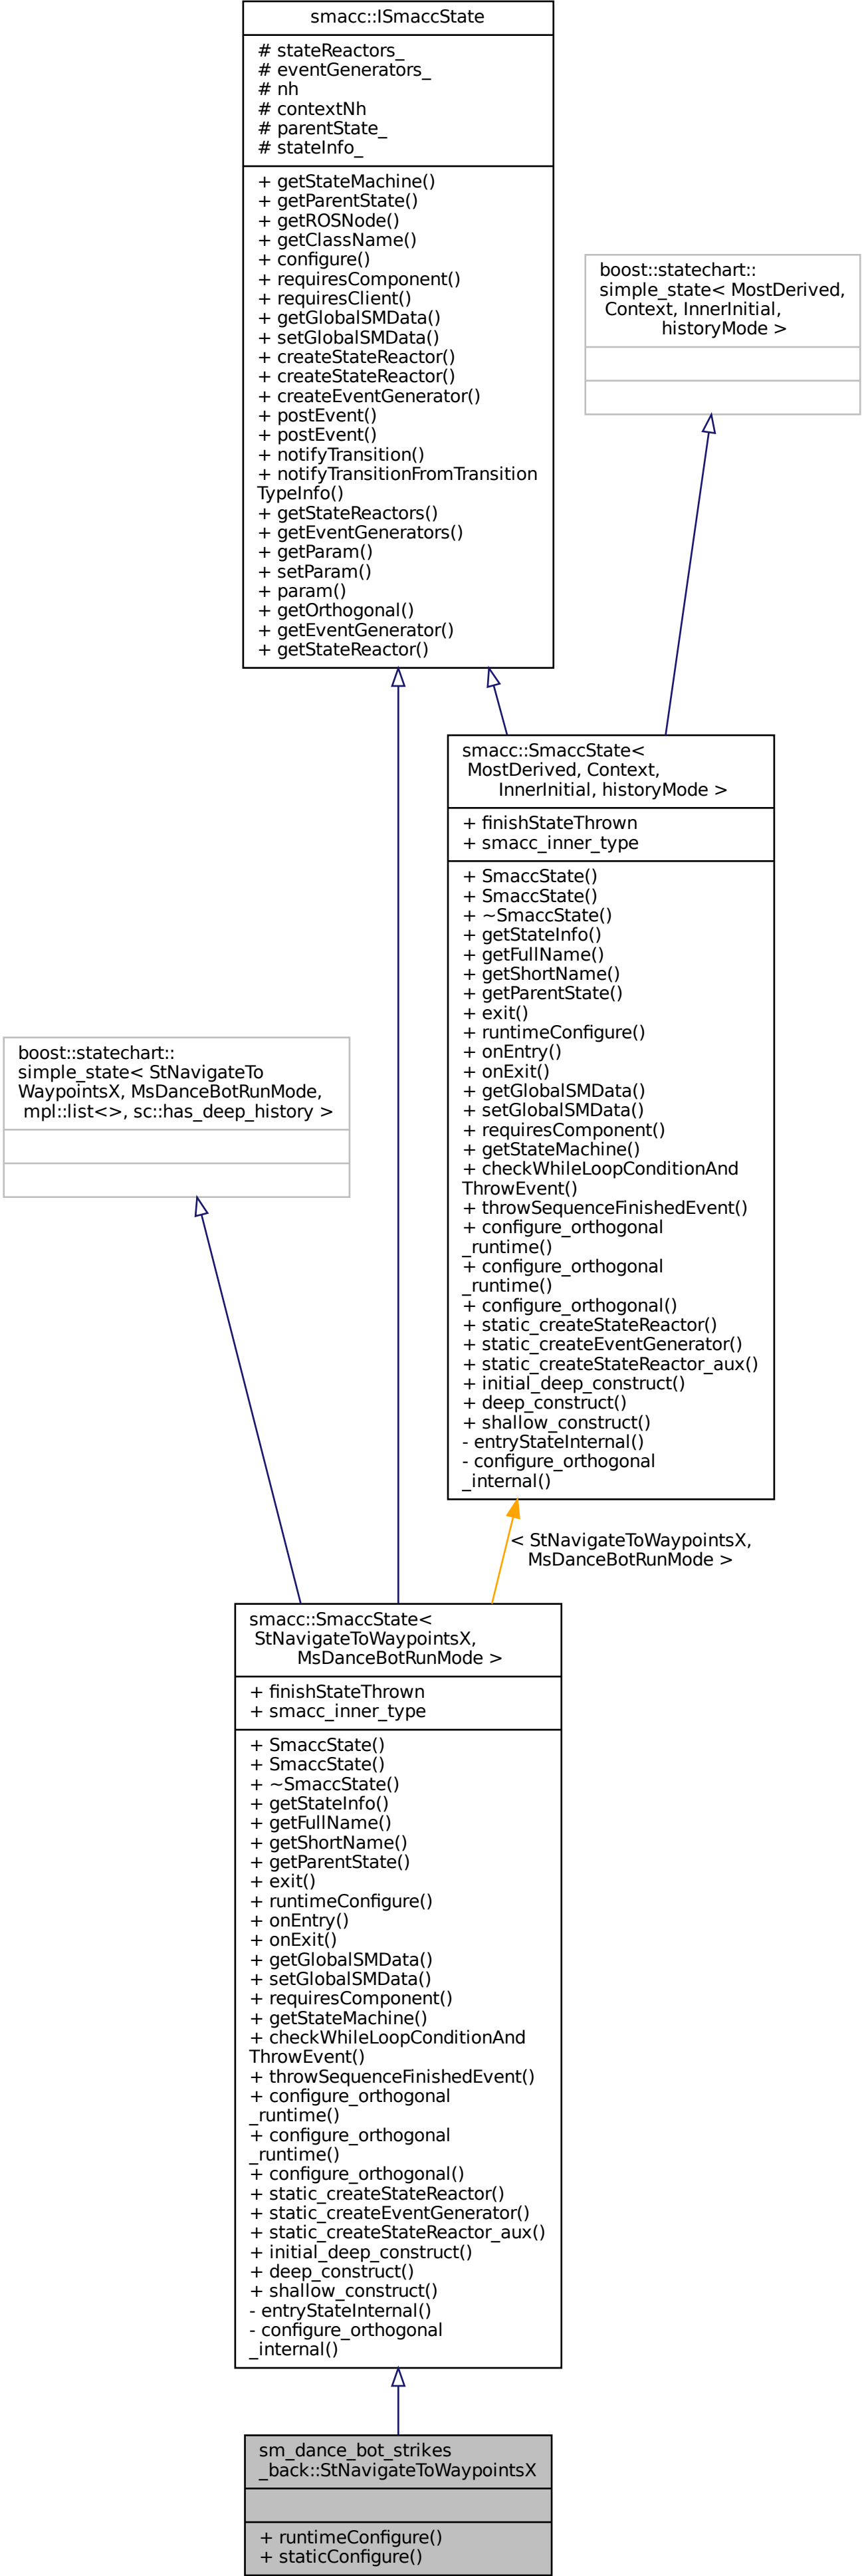 smacc::ISmaccState
# stateReactors_
# eventGenerators_
# nh
# contextNh
# parentState_
# stateInfo_
+ getStateMachine()
+ getParentState()
+ getROSNode()
+ getClassName()
+ configure()
+ requiresComponent()
+ requiresClient()
+ getGlobalSMData()
+ setGlobalSMData()
+ createStateReactor()
+ createStateReactor()
+ createEventGenerator()
+ postEvent()
+ postEvent()
+ notifyTransition()
+ notifyTransitionFromTransition
TypeInfo()
+ getStateReactors()
+ getEventGenerators()
+ getParam()
+ setParam()
+ param()
+ getOrthogonal()
+ getEventGenerator()
+ getStateReactor()
boost::statechart::
simple_state< MostDerived,
Context, InnerInitial,
historyMode >
smacc::SmaccState<
MostDerived, Context,
InnerInitial, historyMode >
+ finishStateThrown
+ smacc_inner_type
+ SmaccState()
+ SmaccState()
+ ~SmaccState()
+ getStateInfo()
+ getFullName()
+ getShortName()
+ getParentState()
+ exit()
+ runtimeConfigure()
+ onEntry()
+ onExit()
+ getGlobalSMData()
+ setGlobalSMData()
+ requiresComponent()
+ getStateMachine()
+ checkWhileLoopConditionAnd
ThrowEvent()
+ throwSequenceFinishedEvent()
+ configure_orthogonal
_runtime()
+ configure_orthogonal
_runtime()
+ configure_orthogonal()
+ static_createStateReactor()
+ static_createEventGenerator()
+ static_createStateReactor_aux()
+ initial_deep_construct()
+ deep_construct()
+ shallow_construct()
- entryStateInternal()
- configure_orthogonal
_internal()
boost::statechart::
simple_state< StNavigateTo
WaypointsX, MsDanceBotRunMode,
mpl::list<>, sc::has_deep_history >
< StNavigateToWaypointsX,
MsDanceBotRunMode >
smacc::SmaccState<
StNavigateToWaypointsX,
MsDanceBotRunMode >
+ finishStateThrown
+ smacc_inner_type
+ SmaccState()
+ SmaccState()
+ ~SmaccState()
+ getStateInfo()
+ getFullName()
+ getShortName()
+ getParentState()
+ exit()
+ runtimeConfigure()
+ onEntry()
+ onExit()
+ getGlobalSMData()
+ setGlobalSMData()
+ requiresComponent()
+ getStateMachine()
+ checkWhileLoopConditionAnd
ThrowEvent()
+ throwSequenceFinishedEvent()
+ configure_orthogonal
_runtime()
+ configure_orthogonal
_runtime()
+ configure_orthogonal()
+ static_createStateReactor()
+ static_createEventGenerator()
+ static_createStateReactor_aux()
+ initial_deep_construct()
+ deep_construct()
+ shallow_construct()
- entryStateInternal()
- configure_orthogonal
_internal()
sm_dance_bot_strikes
_back::StNavigateToWaypointsX
+ runtimeConfigure()
+ staticConfigure()